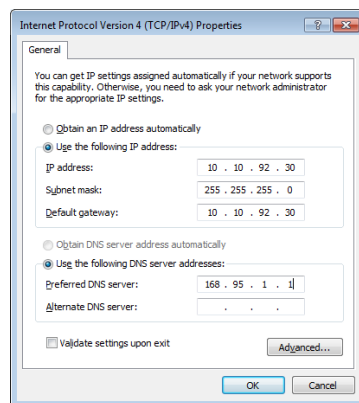 Internet Protocol Version 4 (TCP/IPv4) Properties
General
You can get IP settings assigned automatically if your network supports
this capability. Otherwise, you need to ask your network administrator
for the appropriate IP settings.
Obtain an IP address automatically
Use the following IP address:
IP address: 10 . 10 . 92 . 30
Subnet mask: 255 . 255 . 255 . 0
Default gateway: 10 . 10 . 92 . 30
Obtain DNS server address automatically
Use the following DNS server addresses:
Preferred DNS server: 168 . 95 . 1 . 1
Alternate DNS server: . . .
Validate settings upon exit
Advanced...
OK Cancel